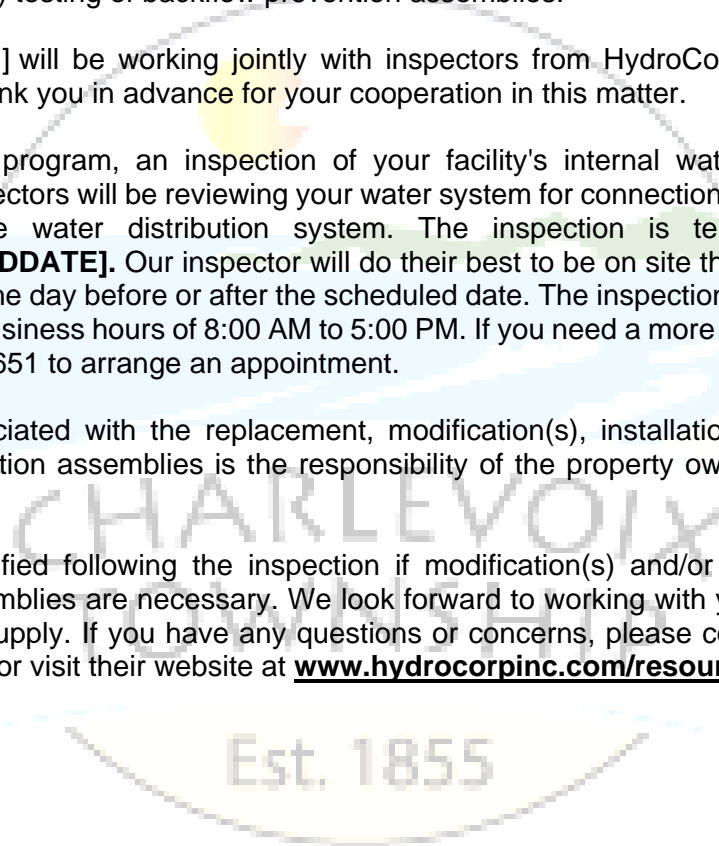 ) testing of backflow prevention assemblies.
] will be working jointly with inspectors from HydroCo
nk you in advance for your cooperation in this matter.
program, an inspection of your facility's internal wat
ectors will be reviewing your water system for connection
e water distribution system. The inspection is te
DDATE]. Our inspector will do their best to be on site th
ne day before or after the scheduled date. The inspection
siness hours of 8:00 AM to 5:00 PM. If you need a more
651 to arrange an appointment.
ciated with the replacement, modification(s), installatio
tion assemblies is the responsibility of the property ow
CHARLEVOIX
ified following the inspection if modification(s) and/or
mblies are necessary. We look forward to working with y
TOWNSHIP
supply. If you have any questions or concerns, please co
or visit their website at www.hydrocorpinc.com/resour
Est. 1855